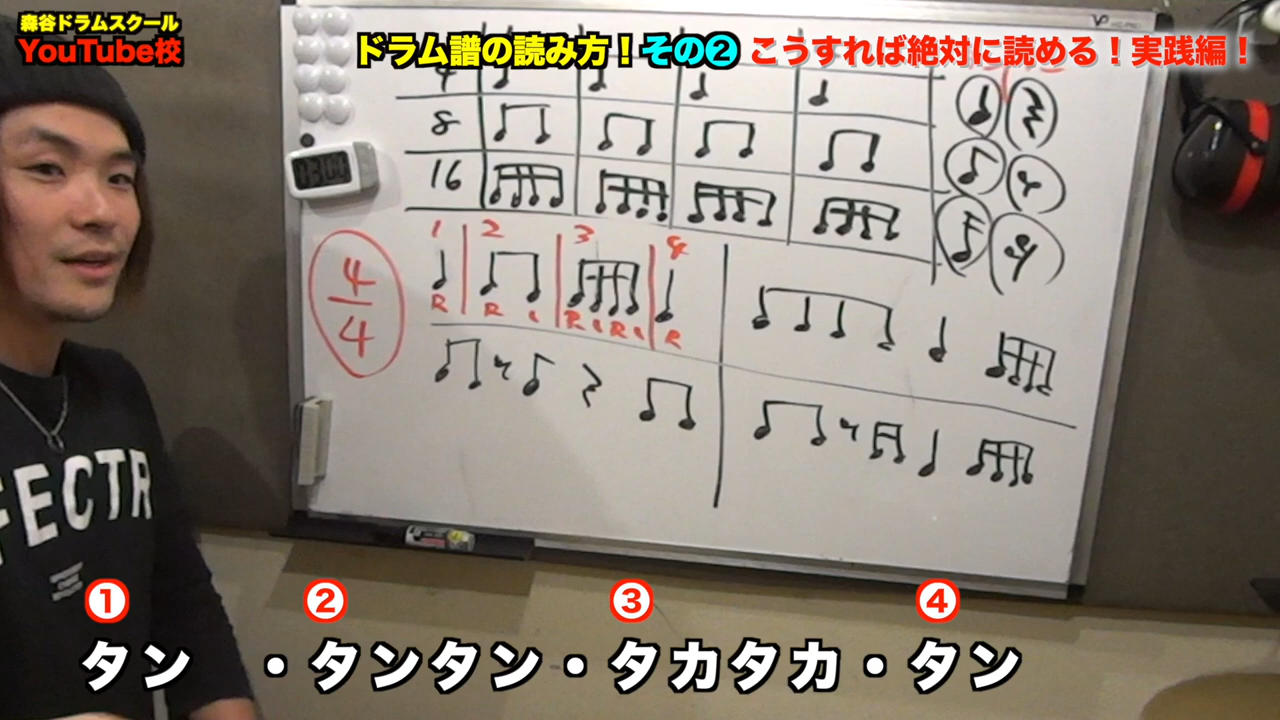 森谷ドラムスクール
YouTube校
ドラム譜の読み方！その❷ こうすれば絶対に読める！実践編！
4
8
16
1 2 3 4
4
4
R R L R L R L R
FECTR
① ② ③ ④
タン ・タンタン・タカタカ・タン